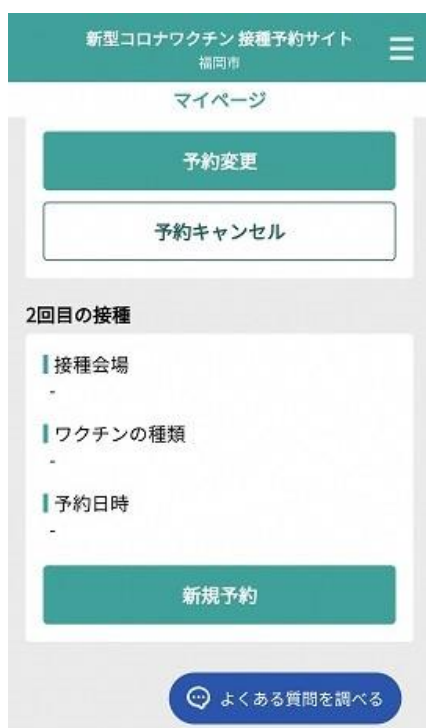 新型コロナワクチン 接種予約サイト
福岡市
マイページ
予約変更
予約キャンセル
2回目の接種
接種会場
-
ワクチンの種類
-
予約日時
-
新規予約
よくある質問を調べる